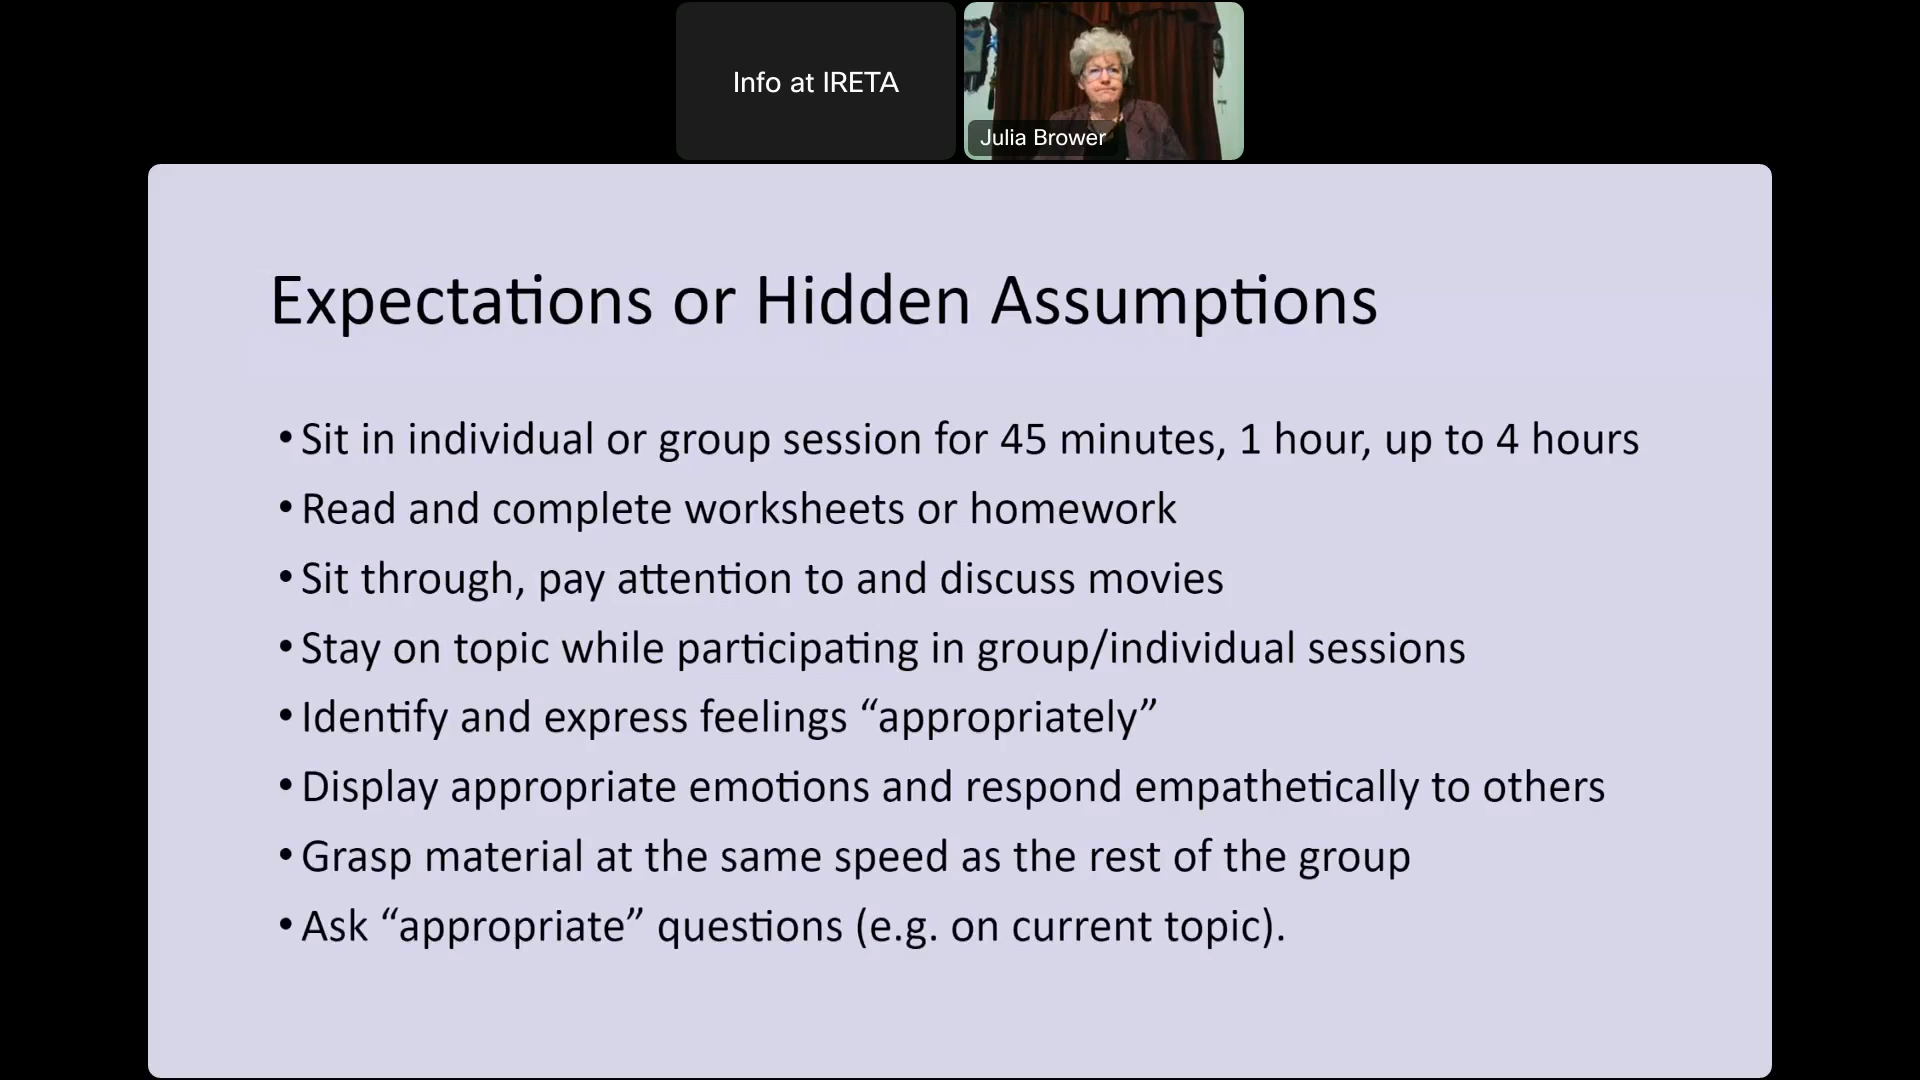 Info at IRETA
Julia Brower
Expectations or Hidden Assumptions
•Sit in individual or group session for 45 minutes, 1 hour, up to 4 hours
•Read and complete worksheets or homework
•Sit through, pay attention to and discuss movies
•Stay on topic while participating in group/individual sessions
•Identify and express feelings “appropriately”
•Display appropriate emotions and respond empathetically to others
•Grasp material at the same speed as the rest of the group
•Ask “appropriate” questions (e.g. on current topic).